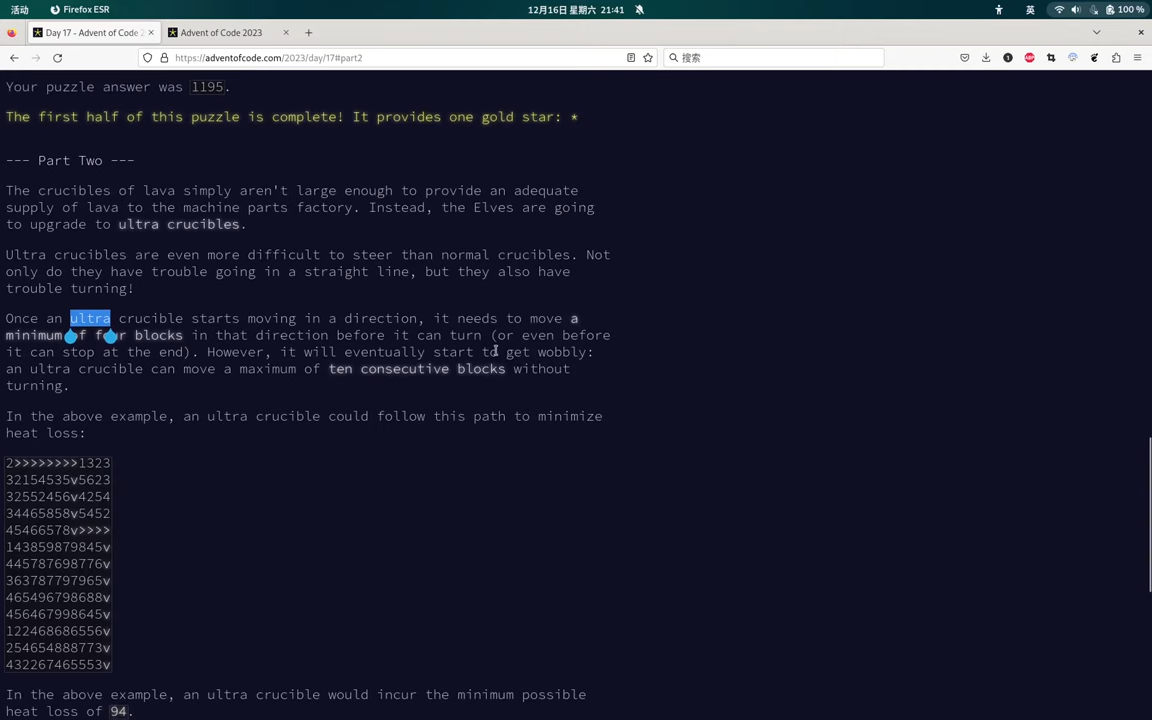 活动
Firefox ESR
12月16日 星期六 21:41
英
100 %
Day 17 - Advent of Code 2
Advent of Code 2023
https://adventofcode.com/2023/day/17#part2
搜索
Your puzzle answer was 1195.
The first half of this puzzle is complete! It provides one gold star: *
--- Part Two ---
The crucibles of lava simply aren't large enough to provide an adequate
supply of lava to the machine parts factory. Instead, the Elves are going
to upgrade to ultra crucibles.
Ultra crucibles are even more difficult to steer than normal crucibles. Not
only do they have trouble going in a straight line, but they also have
trouble turning!
Once an ultra crucible starts moving in a direction, it needs to move a
minimum of four blocks in that direction before it can turn (or even before
it can stop at the end). However, it will eventually start to get wobbly:
an ultra crucible can move a maximum of ten consecutive blocks without
turning.
In the above example, an ultra crucible could follow this path to minimize
heat loss:
2>>>>>>>>1323
32154535v5623
32552456v4254
34465858v5452
45466578v>>>>
143859879845v
445787698776v
363787797965v
465496798688v
456467998645v
122468686556v
254654888773v
432267465553v
In the above example, an ultra crucible would incur the minimum possible
heat loss of 94.